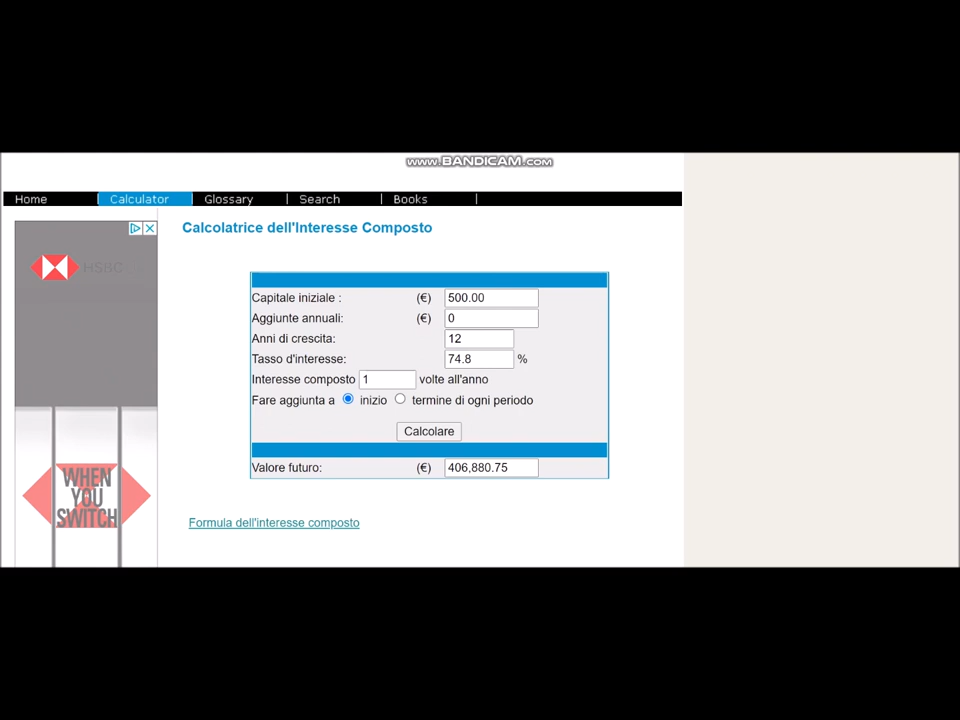 www.BANDICAM.com
Home | Calculator | Glossary | Search | Books |
Calcolatrice dell'Interesse Composto
HSBC
Capitale iniziale : (€) 500.00
Aggiunte annuali: (€) 0
Anni di crescita: 12
Tasso d'interesse: 74.8 %
Interesse composto 1 volte all'anno
Fare aggiunta a inizio termine di ogni periodo
Calcolare
Valore futuro: (€) 406,880.75
WHEN
YOU
SWITCH
Formula dell'interesse composto